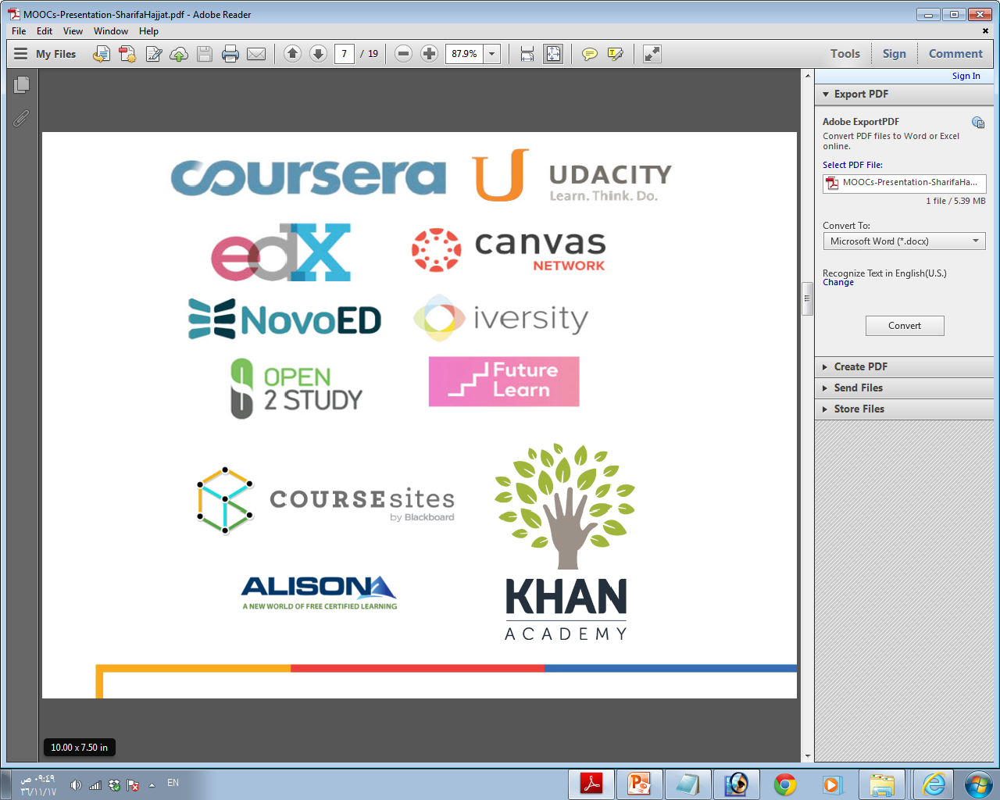 MOOCs-Presentation-SharifaHajjat.pdf - Adobe Reader
File Edit View Window Help
My Files 7 / 19 87.9% Tools Sign Comment
Sign In
Export PDF
Adobe ExportPDF
Convert PDF files to Word or Excel
online.
Select PDF File:
MOOCs-Presentation-SharifaHa...
1 file / 5.39 MB
Convert To:
Microsoft Word (*.docx)
Recognize Text in English(U.S.)
Change
Convert
Create PDF
Send Files
Store Files
coursera
UDACITY
Learn. Think. Do.
edX
canvas
NETWORK
NovoED
iversity
OPEN
2 STUDY
Future
Learn
COURSEsites
by Blackboard
ALISON
A NEW WORLD OF FREE CERTIFIED LEARNING
KHAN
ACADEMY
10.00 x 7.50 in
٠٩:٤٩ ص
٣٦/١١/١٧
EN